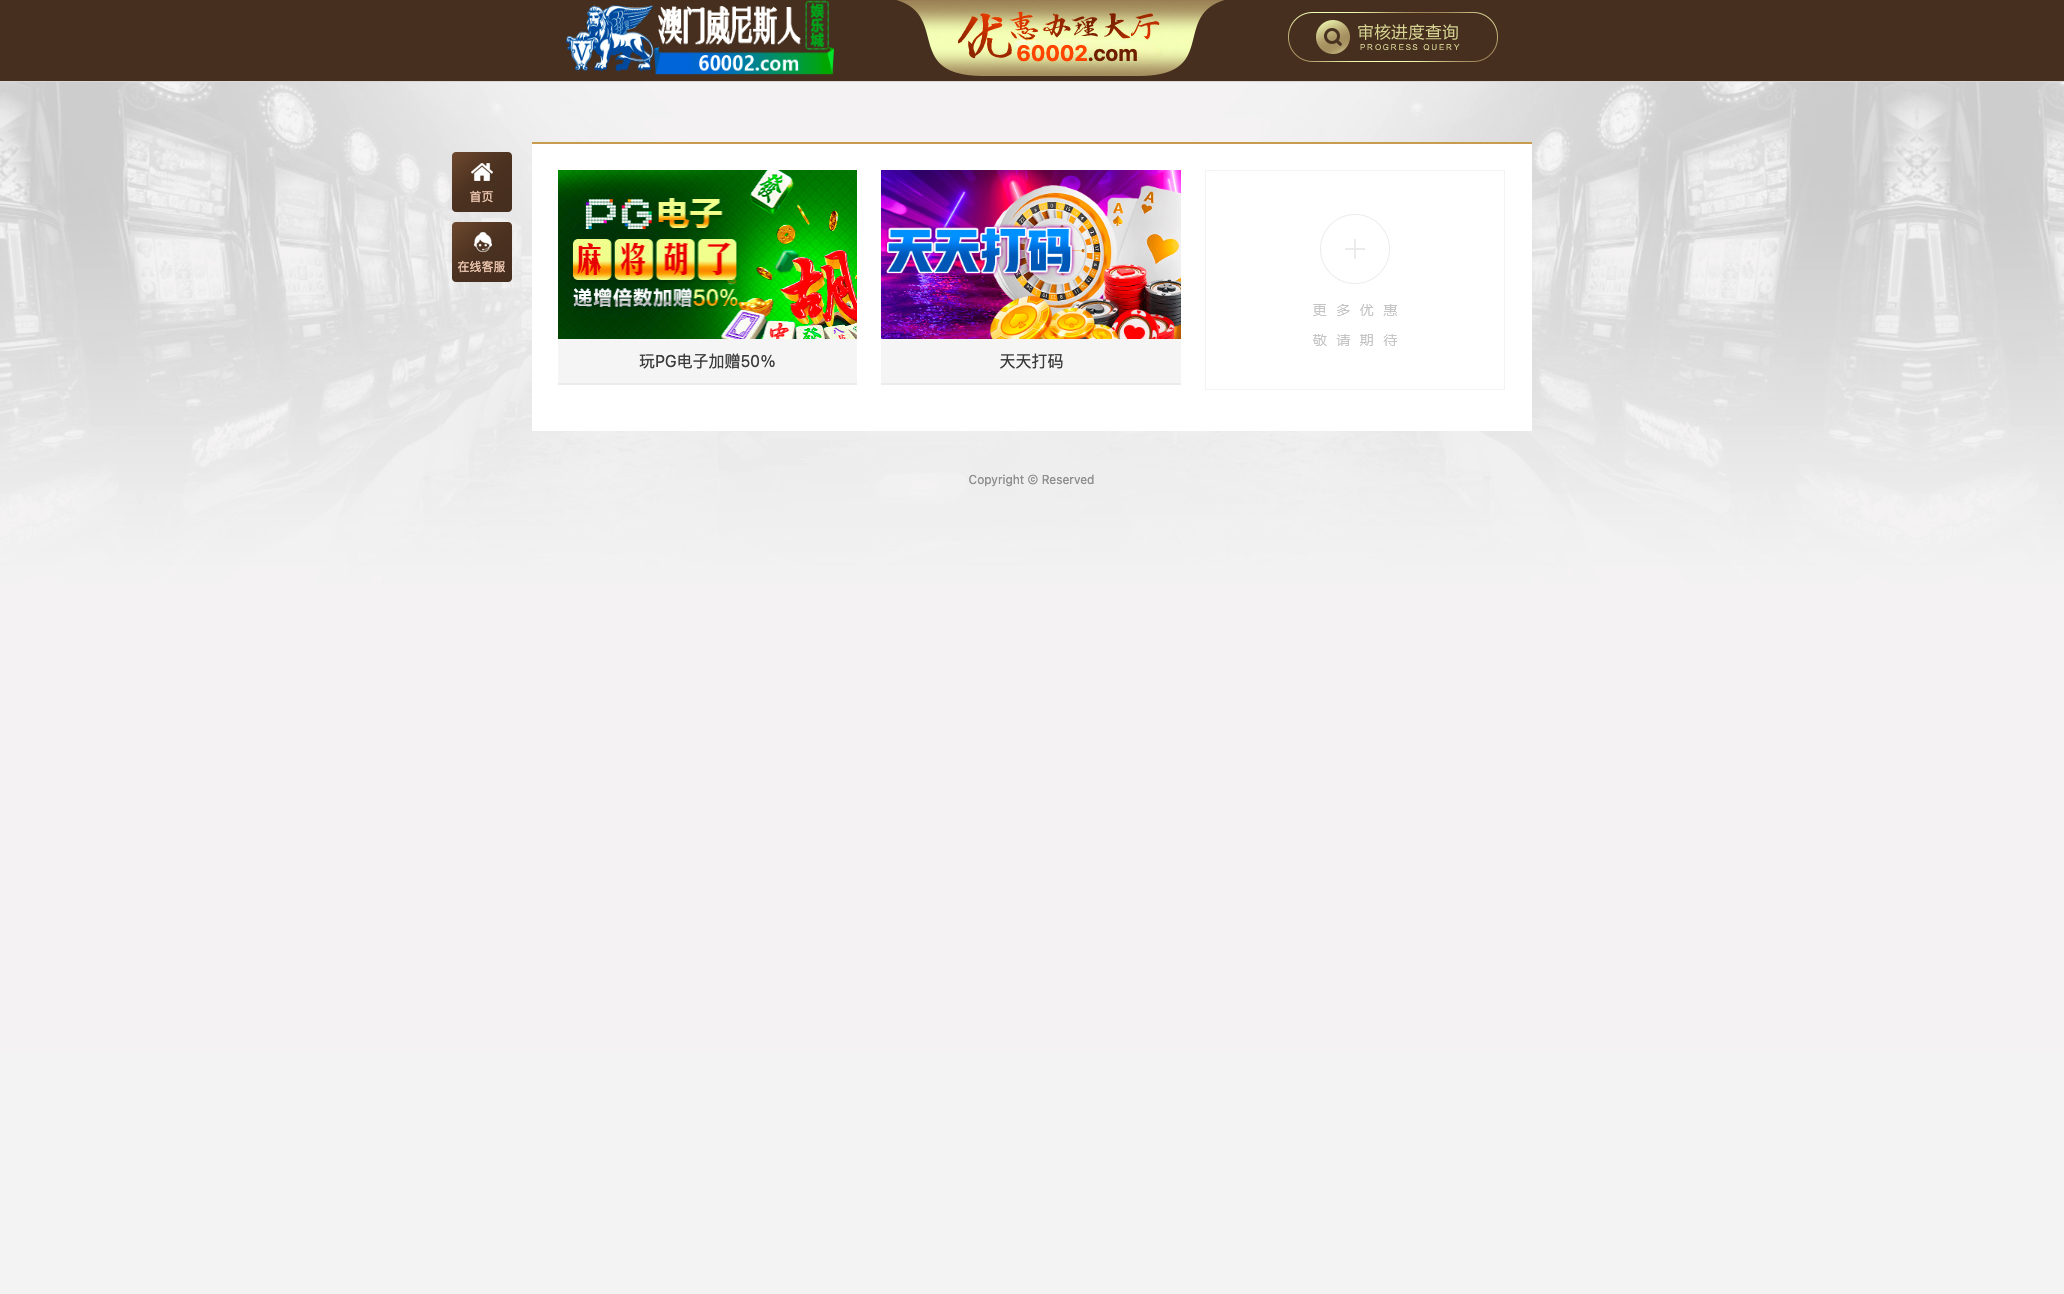 澳门威尼斯人
娱乐城
60002.com
优惠办理大厅
60002.com
审核进度查询
PROGRESS QUERY
首页
在线客服
PG电子
麻将胡了
递增倍数加赠50%
發
胡
中
發
玩PG电子加赠50%
天天打码
A
A
天天打码
更多优惠
敬请期待
Copyright © Reserved